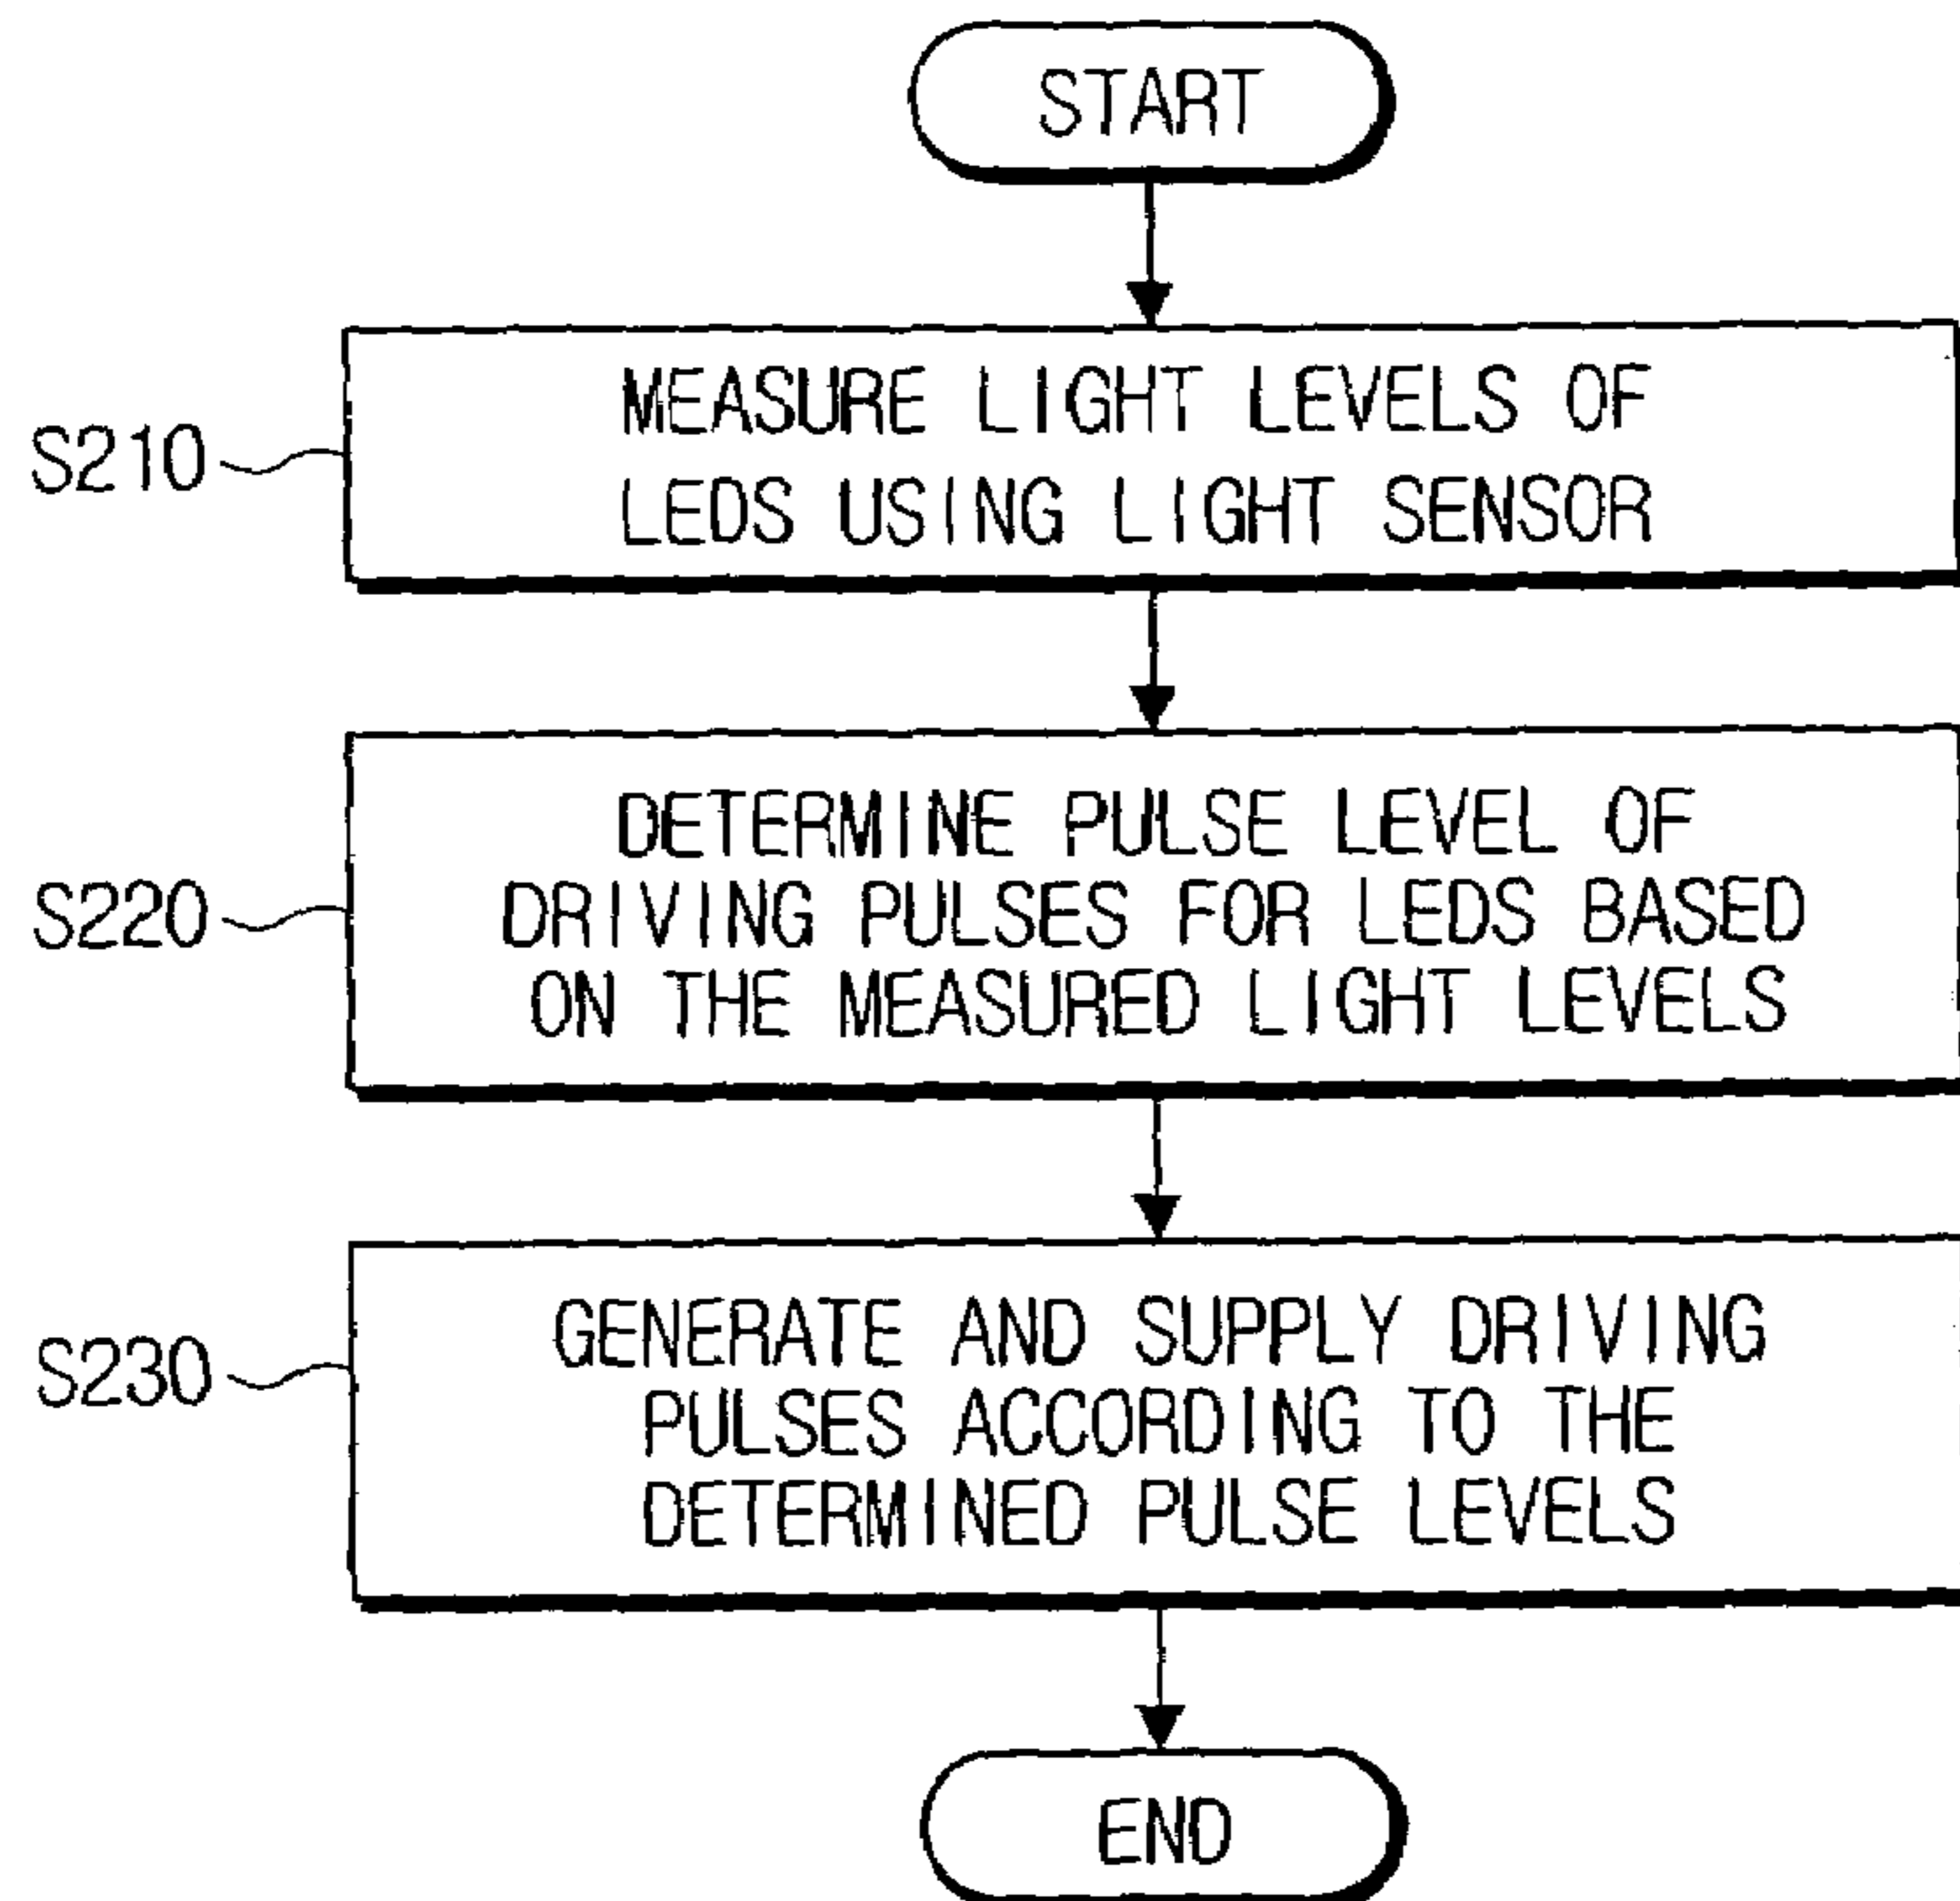 START
MEASURE LIGHT LEVELS OF
LEDS USING LIGHT SENSOR
S210
DETERMINE PULSE LEVEL OF
DRIVING PULSES FOR LEDS BASED
ON THE MEASURED LIGHT LEVELS
S220
GENERATE AND SUPPLY DRIVING
PULSES ACCORDING TO THE
DETERMINED PULSE LEVELS
S230
END